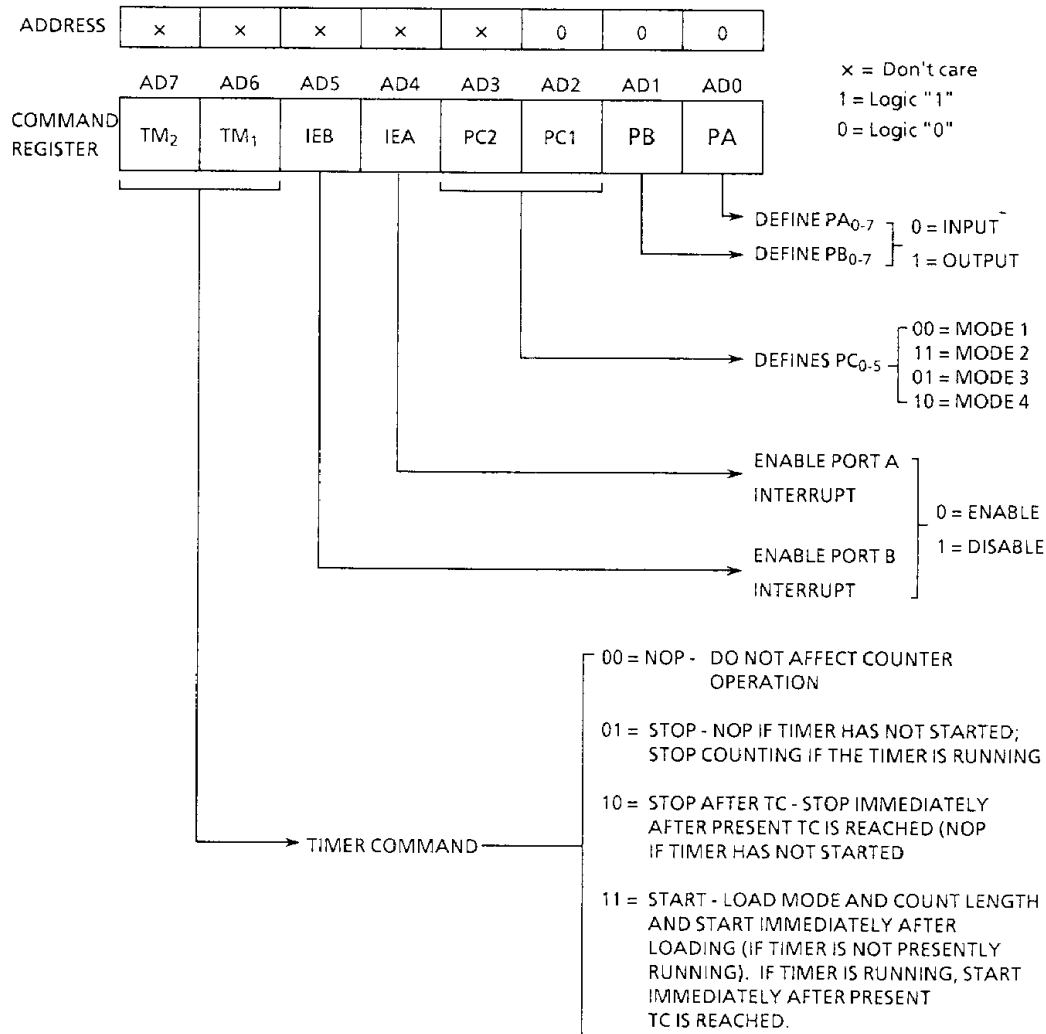 ADDRESS × × × × × 0 0 0
× = Don't care
1 = Logic "1"
0 = Logic "0"
AD7 AD6 AD5 AD4 AD3 AD2 AD1 AD0
COMMAND REGISTER
TM₂ TM₁ IEB IEA PC2 PC1 PB PA
DEFINE PA₀₋₇
DEFINE PB₀₋₇
0 = INPUT
1 = OUTPUT
DEFINES PC₀₋₅
00 = MODE 1
11 = MODE 2
01 = MODE 3
10 = MODE 4
ENABLE PORT A
INTERRUPT
ENABLE PORT B
INTERRUPT
0 = ENABLE
1 = DISABLE
TIMER COMMAND
00 = NOP - DO NOT AFFECT COUNTER
OPERATION
01 = STOP - NOP IF TIMER HAS NOT STARTED;
STOP COUNTING IF THE TIMER IS RUNNING
10 = STOP AFTER TC - STOP IMMEDIATELY
AFTER PRESENT TC IS REACHED (NOP
IF TIMER HAS NOT STARTED
11 = START - LOAD MODE AND COUNT LENGTH
AND START IMMEDIATELY AFTER
LOADING (IF TIMER IS NOT PRESENTLY
RUNNING). IF TIMER IS RUNNING, START
IMMEDIATELY AFTER PRESENT
TC IS REACHED.